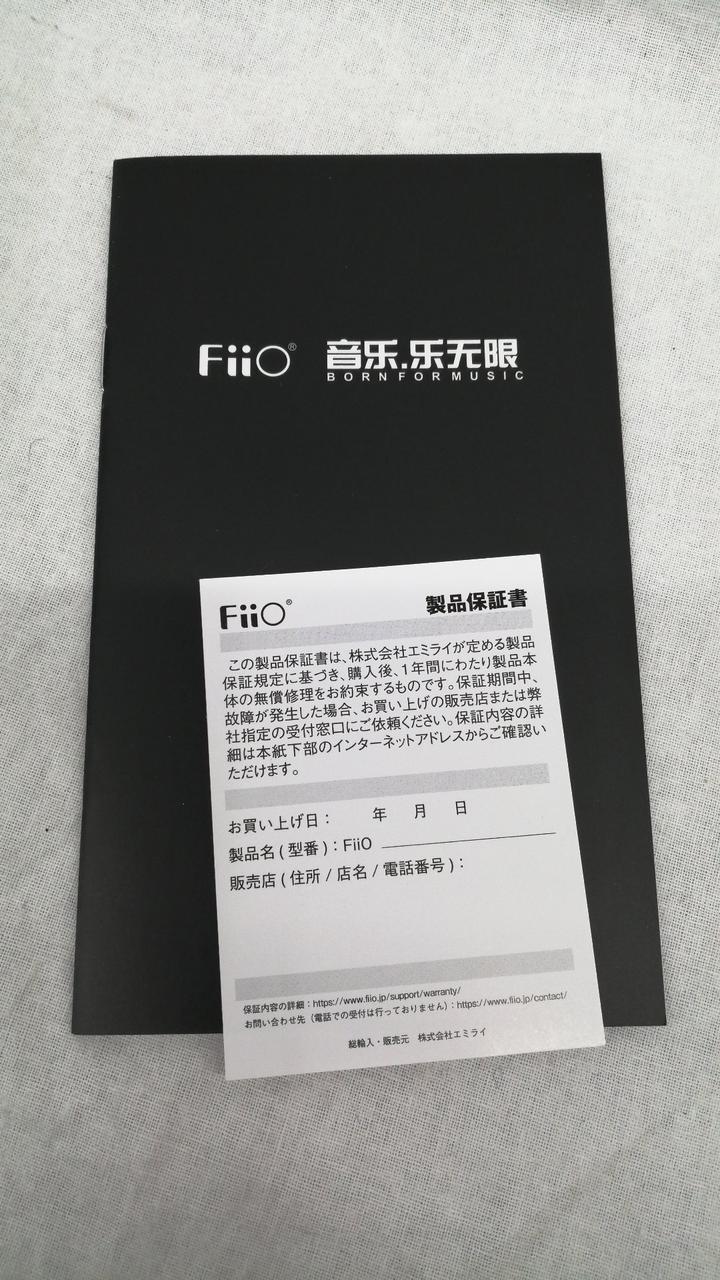 FiiO® 音乐.乐无限
BORN FOR MUSIC
FiiO® 製品保証書
この製品保証書は、株式会社エミライが定める製品
保証規定に基づき、購入後、1年間にわたり製品本
体の無償修理をお約束するものです。保証期間中、
故障が発生した場合、お買い上げの販売店または弊
社指定の受付窓口にご依頼ください。保証内容の詳
細は本紙下部のインターネットアドレスからご確認い
ただけます。
お買い上げ日： 年 月 日
製品名(型番)：FiiO
販売店(住所 / 店名 / 電話番号)：
保証内容の詳細：https://www.fiio.jp/support/warranty/
お問い合わせ先（電話での受付は行っておりません）：https://www.fiio.jp/contact/
総輸入・販売元 株式会社エミライ